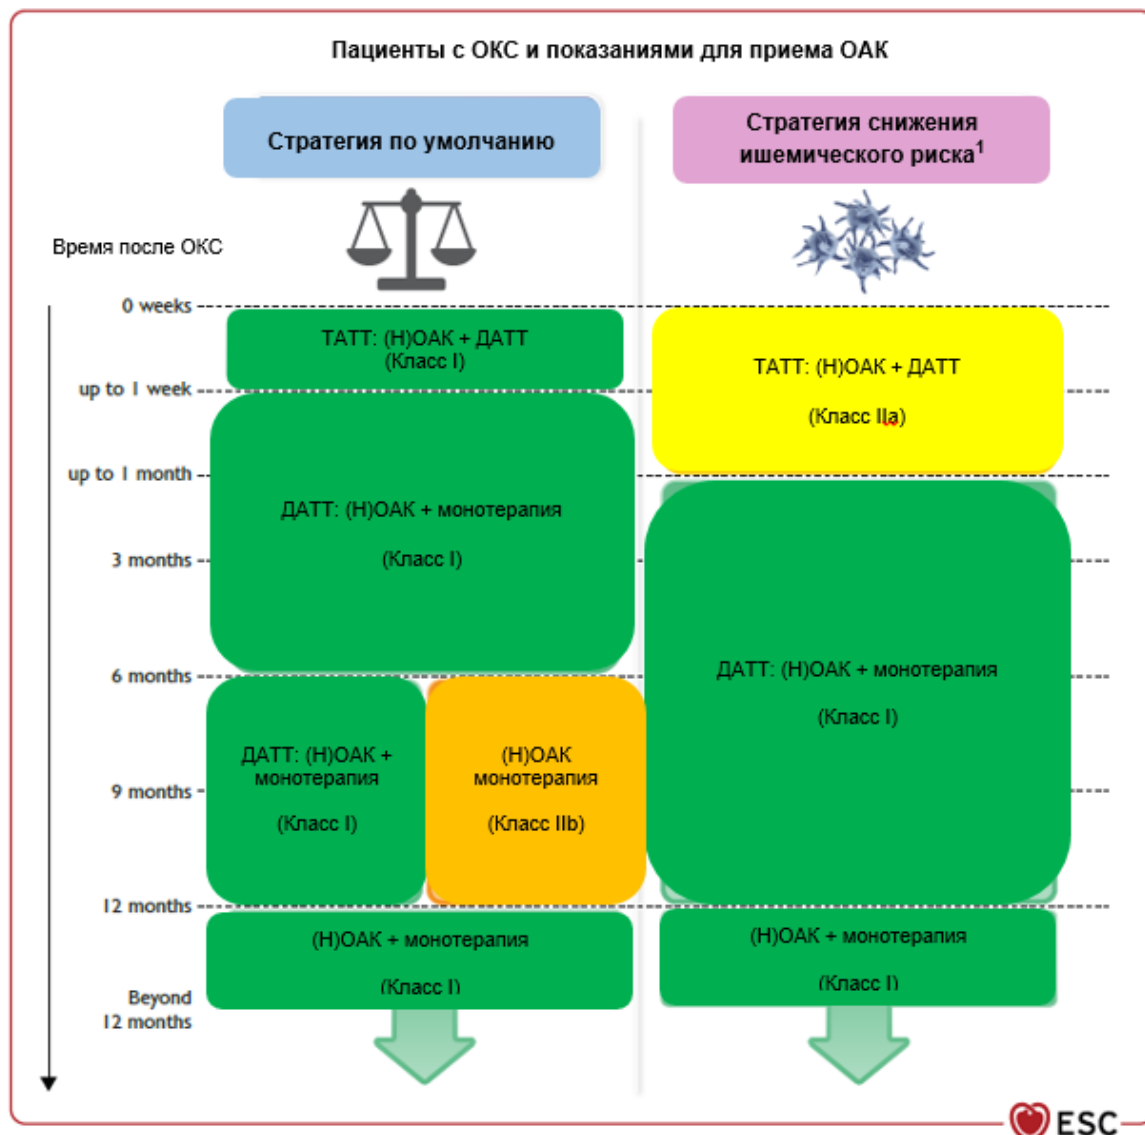 Пациенты с ОКС и показаниями для приема ОАК
Стратегия по умолчанию
Стратегия снижения
ишемического риска¹
Время после ОКС
0 weeks
up to 1 week
up to 1 month
3 months
6 months
9 months
12 months
Beyond
12 months
ТАТТ: (Н)ОАК + ДАТТ
(Класс I)
ДАТТ: (Н)ОАК + монотерапия
(Класс I)
ДАТТ: (Н)ОАК +
монотерапия
(Класс I)
(Н)ОАК
монотерапия
(Класс IIb)
(Н)ОАК + монотерапия
(Класс I)
ТАТТ: (Н)ОАК + ДАТТ
(Класс IIa)
ДАТТ: (Н)ОАК + монотерапия
(Класс I)
(Н)ОАК + монотерапия
(Класс I)
ESC